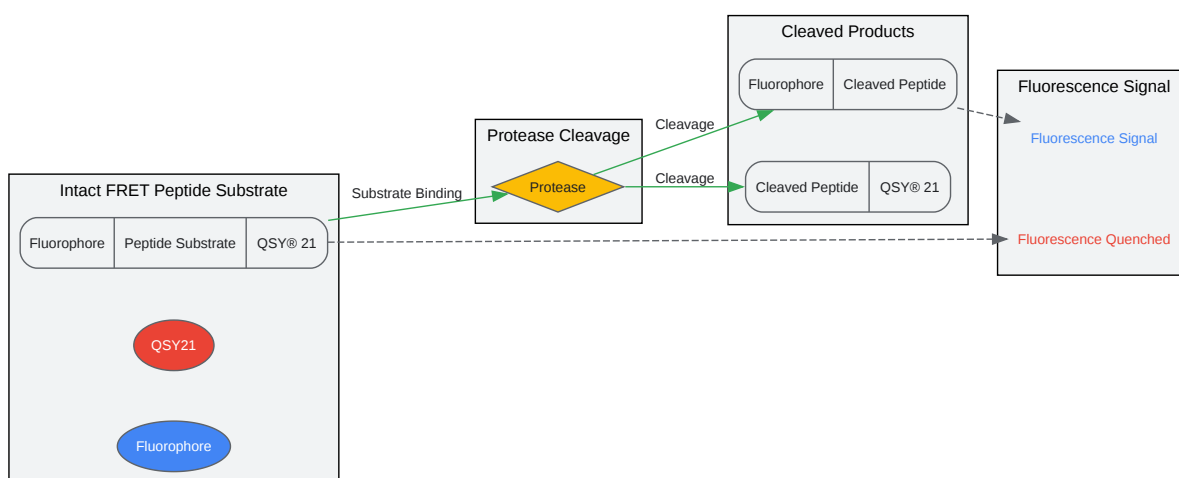 Intact FRET Peptide Substrate
Fluorophore
Peptide Substrate
QSY® 21
QSY21
Fluorophore
Substrate Binding
Protease Cleavage
Protease
Cleavage
Cleavage
Cleaved Products
Fluorophore
Cleaved Peptide
Cleaved Peptide
QSY® 21
Fluorescence Signal
Fluorescence Signal
Fluorescence Quenched